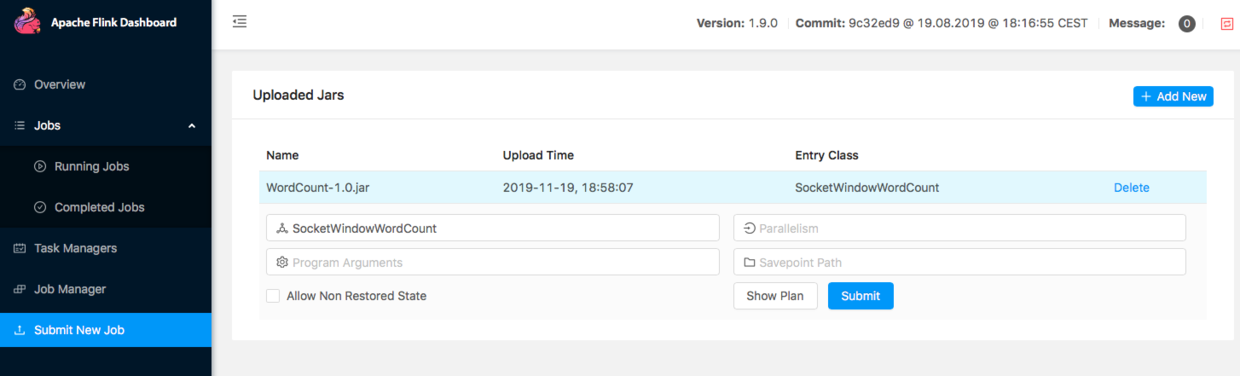 Apache Flink Dashboard
Version: 1.9.0 Commit: 9c32ed9 @ 19.08.2019 @ 18:16:55 CEST Message: 0
Overview
Jobs
Running Jobs
Completed Jobs
Task Managers
Job Manager
Submit New Job
Uploaded Jars
+ Add New
Name Upload Time Entry Class
WordCount-1.0.jar 2019-11-19, 18:58:07 SocketWindowWordCount Delete
SocketWindowWordCount Parallelism
Program Arguments Savepoint Path
Allow Non Restored State Show Plan Submit